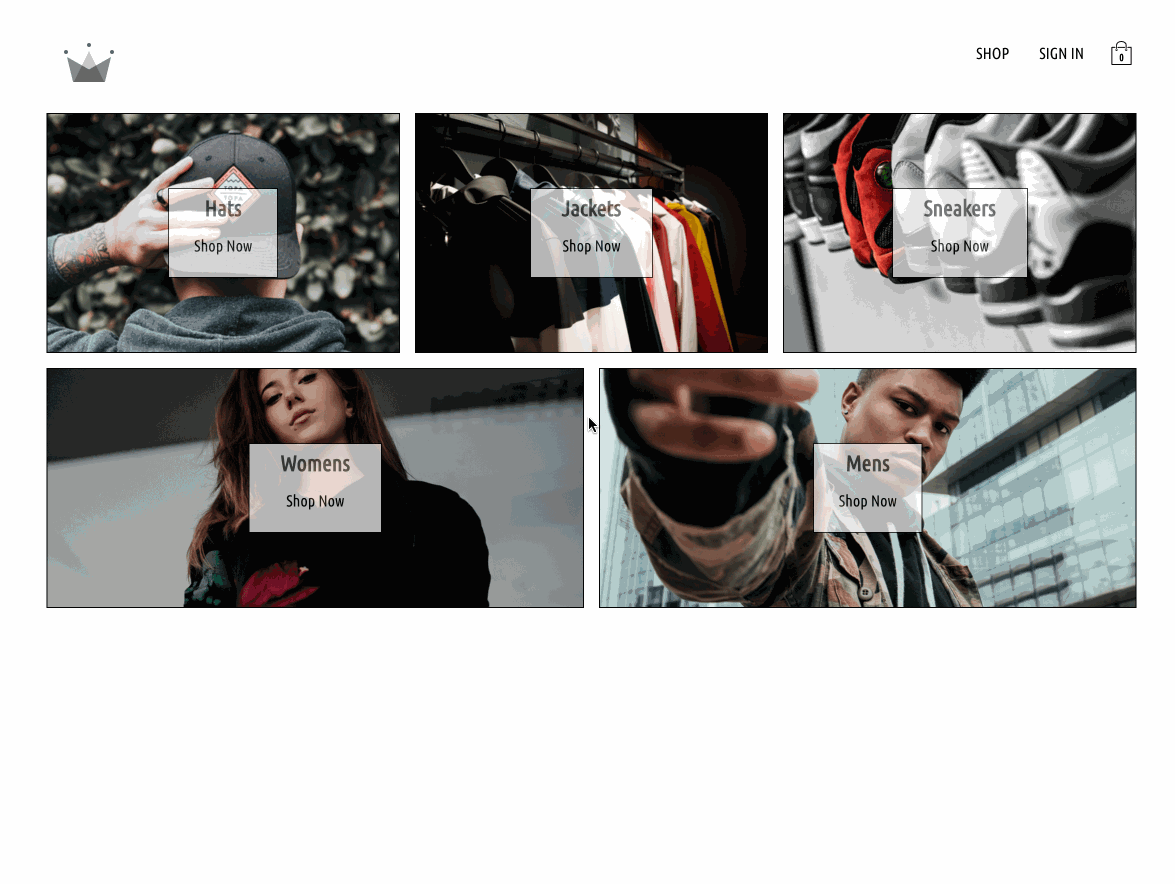 SHOP
SIGN IN
0
Hats
Shop Now
Jackets
Shop Now
Sneakers
Shop Now
Womens
Shop Now
Mens
Shop Now